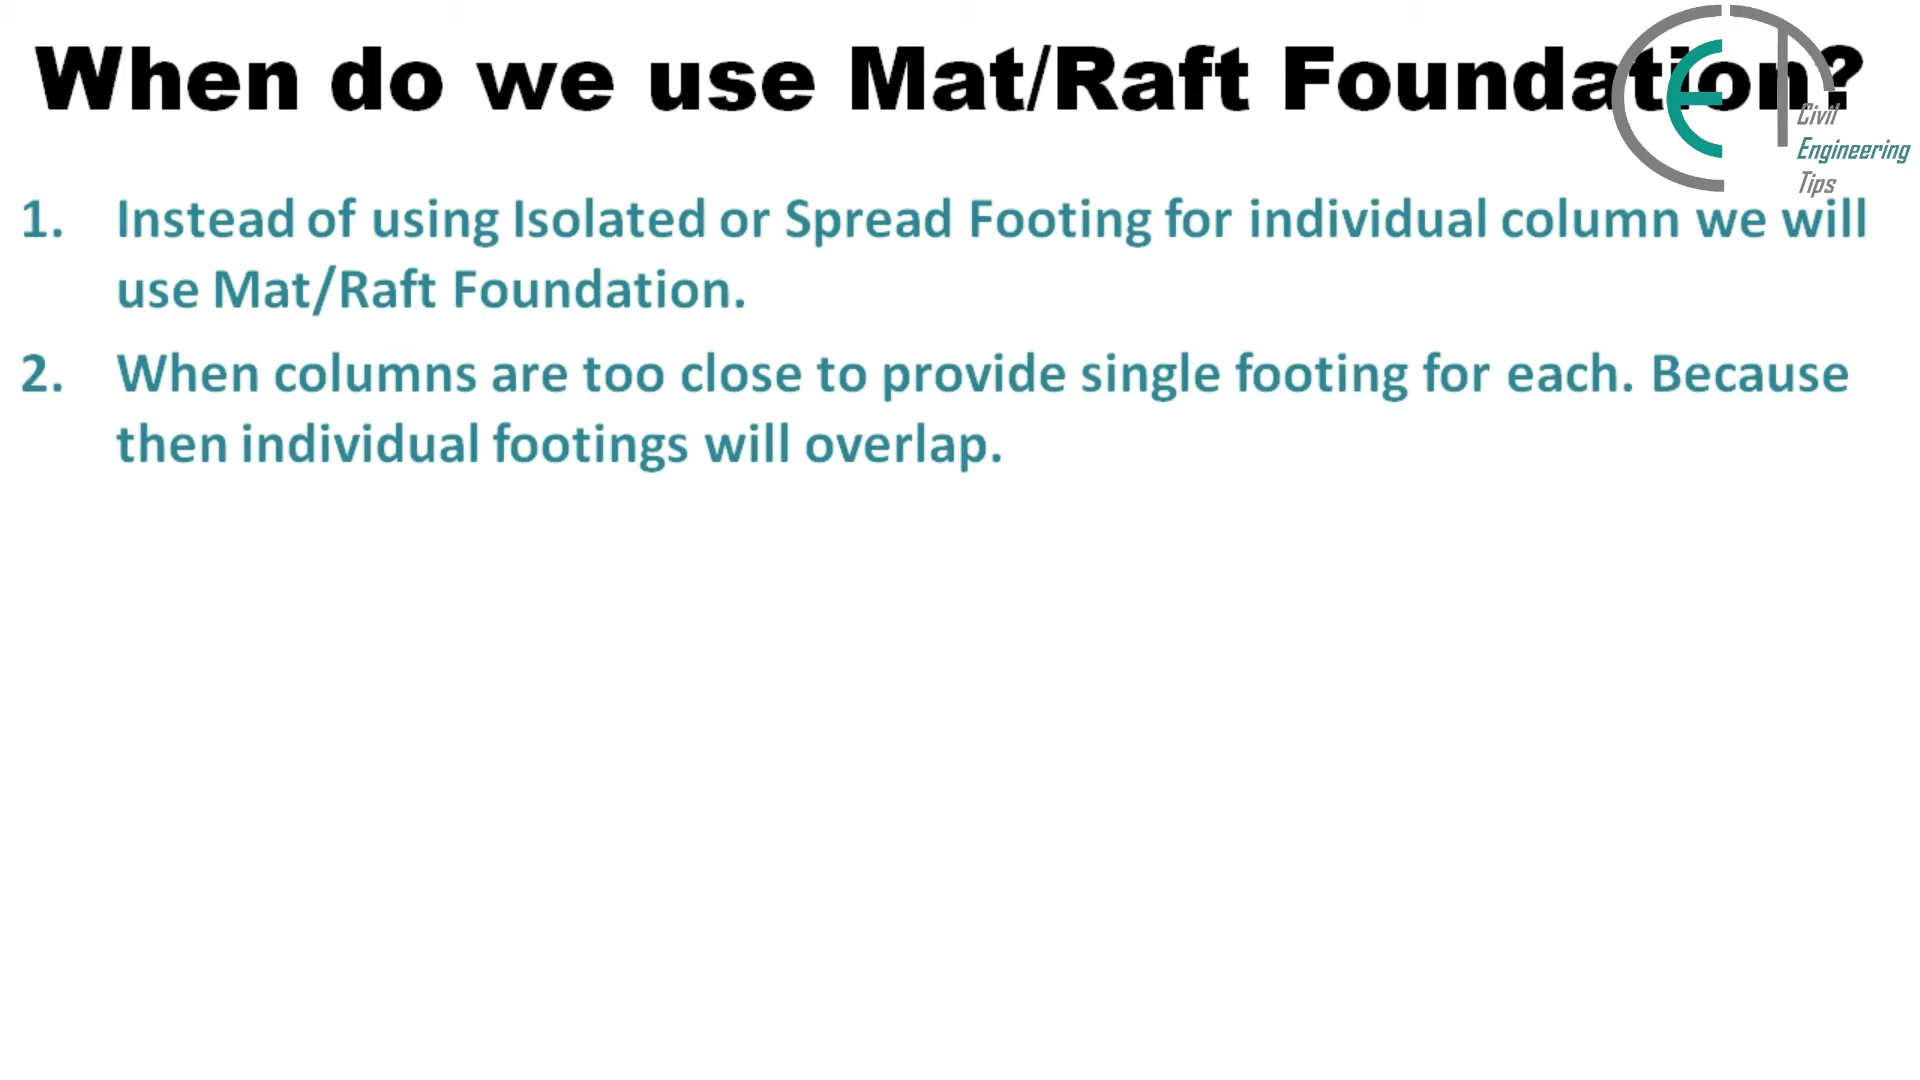 When do we use Mat/Raft Foundation?
Civil
Engineering
Tips
1. Instead of using Isolated or Spread Footing for individual column we will
use Mat/Raft Foundation.
2. When columns are too close to provide single footing for each. Because
then individual footings will overlap.